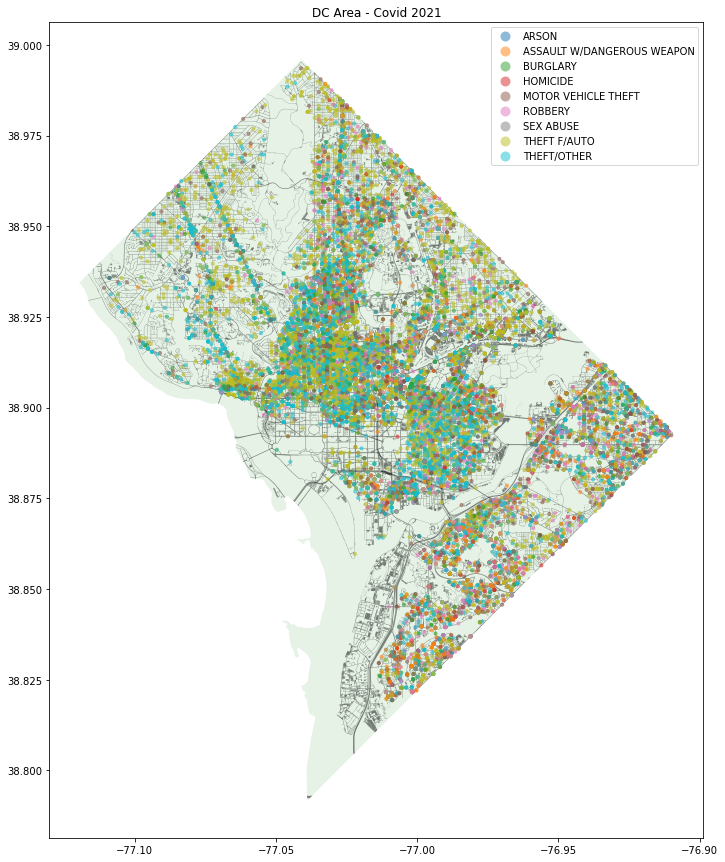 DC Area - Covid 2021
39.000
38.975
38.950
38.925
38.900
38.875
38.850
38.825
38.800
ARSON
ASSAULT W/DANGEROUS WEAPON
BURGLARY
HOMICIDE
MOTOR VEHICLE THEFT
ROBBERY
SEX ABUSE
THEFT F/AUTO
THEFT/OTHER
−77.10
−77.05
−77.00
−76.95
−76.90